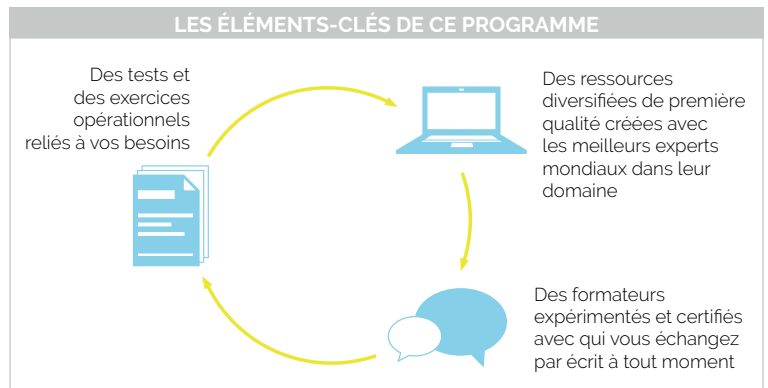 LES ÉLÉMENTS-CLÉS DE CE PROGRAMME
Des tests et
des exercices
opérationnels
reliés à vos besoins
Des ressources
diversifiées de première
qualité créées avec
les meilleurs experts
mondiaux dans leur
domaine
Des formateurs
expérimentés et certifiés
avec qui vous échangez
par écrit à tout moment